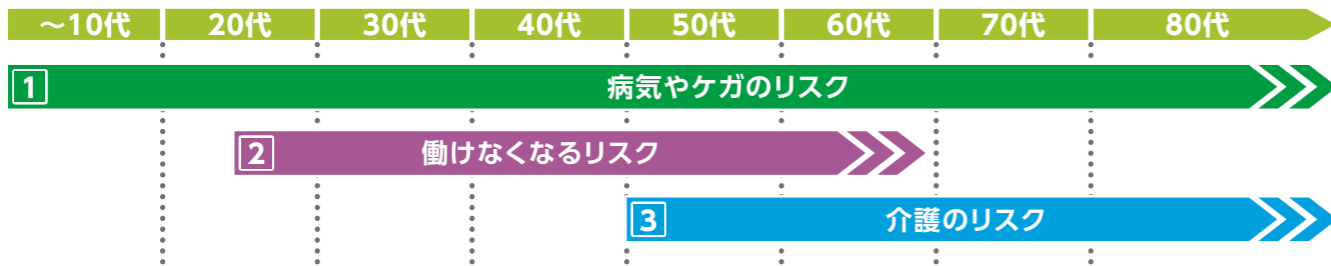 ～10代 20代 30代 40代 50代 60代 70代 80代
1 病気やケガのリスク
2 働けなくなるリスク
3 介護のリスク